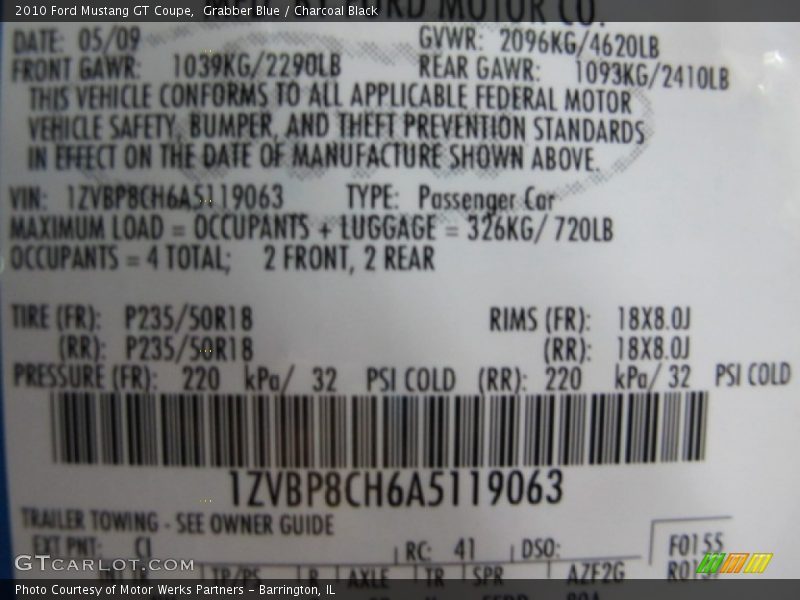 2010 Ford Mustang GT Coupe, Grabber Blue / Charcoal Black
FORD MOTOR CO.
DATE: 05/09 GVWR: 2096KG/4620LB
FRONT GAWR: 1039KG/2290LB REAR GAWR: 1093KG/2410LB
THIS VEHICLE CONFORMS TO ALL APPLICABLE FEDERAL MOTOR
VEHICLE SAFETY, BUMPER, AND THEFT PREVENTION STANDARDS
IN EFFECT ON THE DATE OF MANUFACTURE SHOWN ABOVE.
VIN: 1ZVBP8CH6A5119063 TYPE: Passenger Car
MAXIMUM LOAD = OCCUPANTS + LUGGAGE = 326KG/ 720LB
OCCUPANTS = 4 TOTAL; 2 FRONT, 2 REAR
TIRE (FR): P235/50R18 RIMS (FR): 18X8.0J
(RR): P235/50R18 (RR): 18X8.0J
PRESSURE (FR): 220 kPa/ 32 PSI COLD (RR): 220 kPa/ 32 PSI COLD
1ZVBP8CH6A5119063
TRAILER TOWING - SEE OWNER GUIDE
EXT PNT: CI RC: 41 DSO: F0155
TP/PS R AXLE TR SPR AZF2G
GTCARLOT.COM
Photo Courtesy of Motor Werks Partners – Barrington, IL